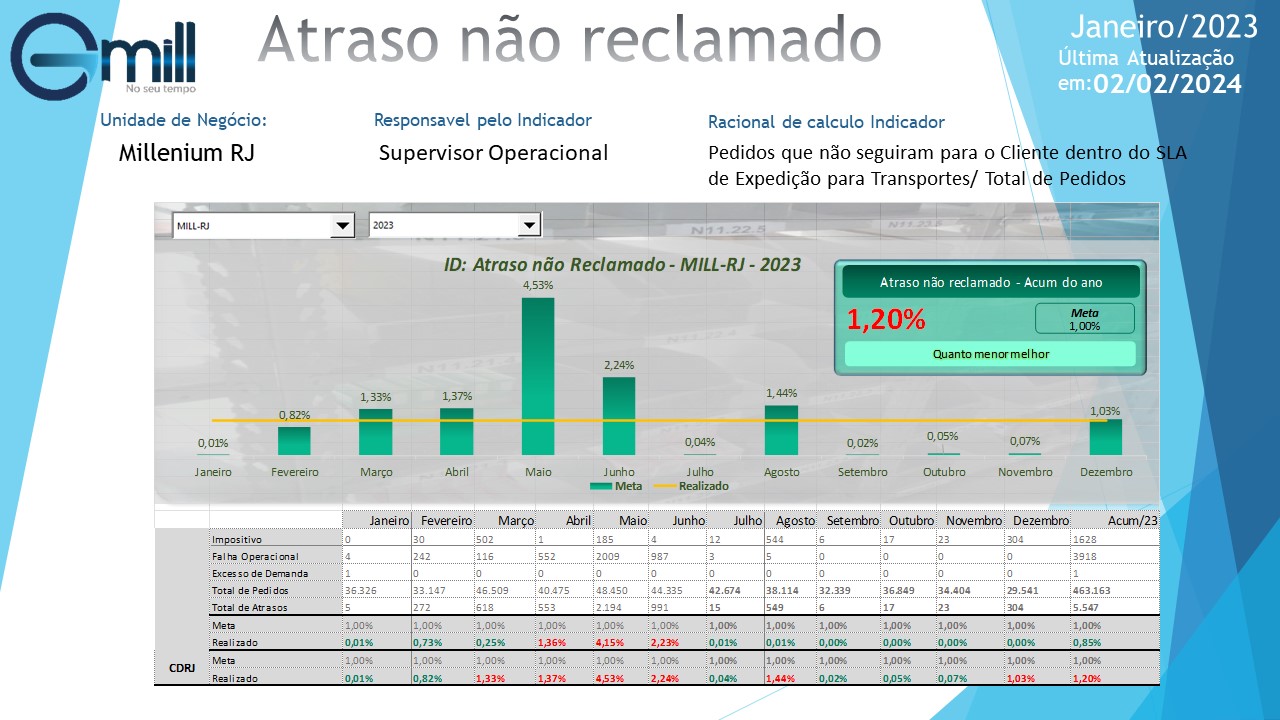 Gmill
No seu tempo
Atraso não reclamado
Janeiro/2023
Última Atualização
em:02/02/2024
Unidade de Negócio:
Millenium RJ
Responsavel pelo Indicador
Supervisor Operacional
Racional de calculo Indicador
Pedidos que não seguiram para o Cliente dentro do SLA
de Expedição para Transportes/ Total de Pedidos
MILL-RJ
2023
N11.22.5
ID: Atraso não Reclamado - MILL-RJ - 2023
Atraso não reclamado - Acum do ano
1,20%
Meta
1,00%
Quanto menor melhor
0,01% 0,82% 1,33% 1,37% 4,53% 2,24% 0,04% 1,44% 0,02% 0,05% 0,07% 1,03%
Janeiro Fevereiro Março Abril Maio Junho Julho Agosto Setembro Outubro Novembro Dezembro
Meta Realizado
Janeiro Fevereiro Março Abril Maio Junho Julho Agosto Setembro Outubro Novembro Dezembro Acum/23
Impositivo 0 30 502 1 185 4 12 544 6 17 23 304 1628
Falha Operacional 4 242 116 552 2009 987 3 5 0 0 0 0 3918
Excesso de Demanda 1 0 0 0 0 0 0 0 0 0 0 0 1
Total de Pedidos 36.326 33.147 46.509 40.475 48.450 44.335 42.674 38.114 32.339 36.849 34.404 29.541 463.163
Total de Atrasos 5 272 618 553 2.194 991 15 549 6 17 23 304 5.547
Meta 1,00% 1,00% 1,00% 1,00% 1,00% 1,00% 1,00% 1,00% 1,00% 1,00% 1,00% 1,00% 1,00%
Realizado 0,01% 0,73% 0,25% 1,36% 4,15% 2,23% 0,01% 0,01% 0,00% 0,00% 0,00% 0,00% 0,85%
CDRJ
Meta 1,00% 1,00% 1,00% 1,00% 1,00% 1,00% 1,00% 1,00% 1,00% 1,00% 1,00% 1,00% 1,00%
Realizado 0,01% 0,82% 1,33% 1,37% 4,53% 2,24% 0,04% 1,44% 0,02% 0,05% 0,07% 1,03% 1,20%